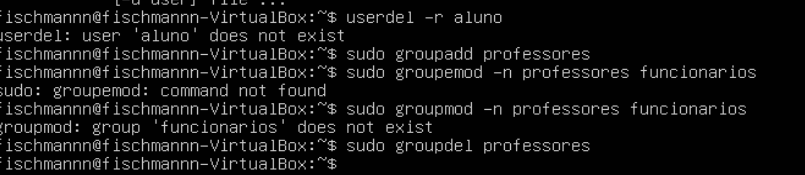 [-d user] file ...
fischmannn@fischmannn-VirtualBox:~$ userdel -r aluno
userdel: user 'aluno' does not exist
fischmannn@fischmannn-VirtualBox:~$ sudo groupadd professores
fischmannn@fischmannn-VirtualBox:~$ sudo groupemod -n professores funcionarios
sudo: groupemod: command not found
fischmannn@fischmannn-VirtualBox:~$ sudo groupmod -n professores funcionarios
groupmod: group 'funcionarios' does not exist
fischmannn@fischmannn-VirtualBox:~$ sudo groupdel professores
fischmannn@fischmannn-VirtualBox:~$